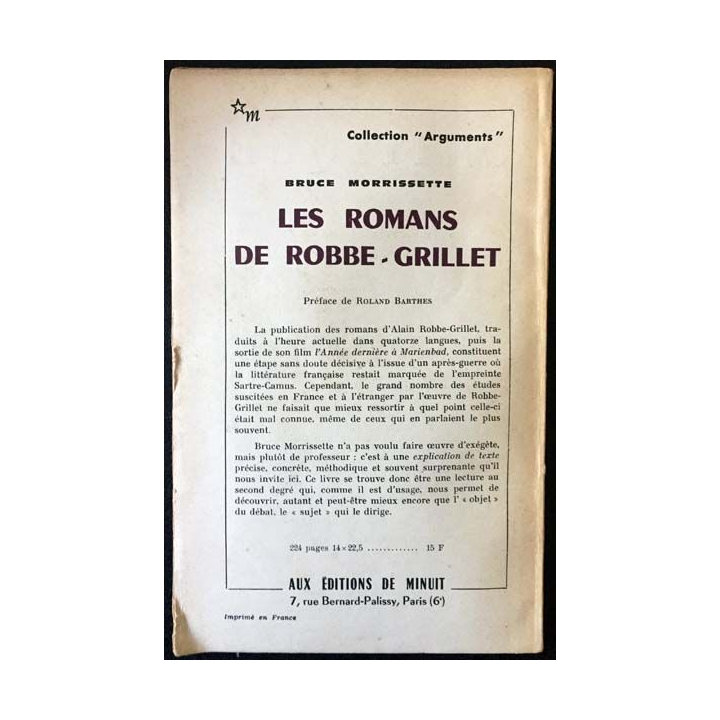 ☆m
Collection "Arguments"
BRUCE MORRISSETTE
LES ROMANS
DE ROBBE-GRILLET
Préface de ROLAND BARTHES
La publication des romans d'Alain Robbe-Grillet, tra-
duits à l'heure actuelle dans quatorze langues, puis la
sortie de son film l'Année dernière à Marienbad, constituent
une étape sans doute décisive à l'issue d'un après-guerre où
la littérature française restait marquée de l'empreinte
Sartre-Camus. Cependant, le grand nombre des études
suscitées en France et à l'étranger par l'œuvre de Robbe-
Grillet ne faisait que mieux ressortir à quel point celle-ci
était mal connue, même de ceux qui en parlaient le plus
souvent.
Bruce Morrissette n'a pas voulu faire œuvre d'exégète,
mais plutôt de professeur : c'est à une explication de texte
précise, concrète, méthodique et souvent surprenante qu'il
nous invite ici. Ce livre se trouve donc être une lecture au
second degré qui, comme il est d'usage, nous permet de
découvrir, autant et peut-être mieux encore que l' « objet »
du débat, le « sujet » qui le dirige.
224 pages 14×22,5 ............. 15 F
AUX ÉDITIONS DE MINUIT
7, rue Bernard-Palissy, Paris (6e)
Imprimé en France